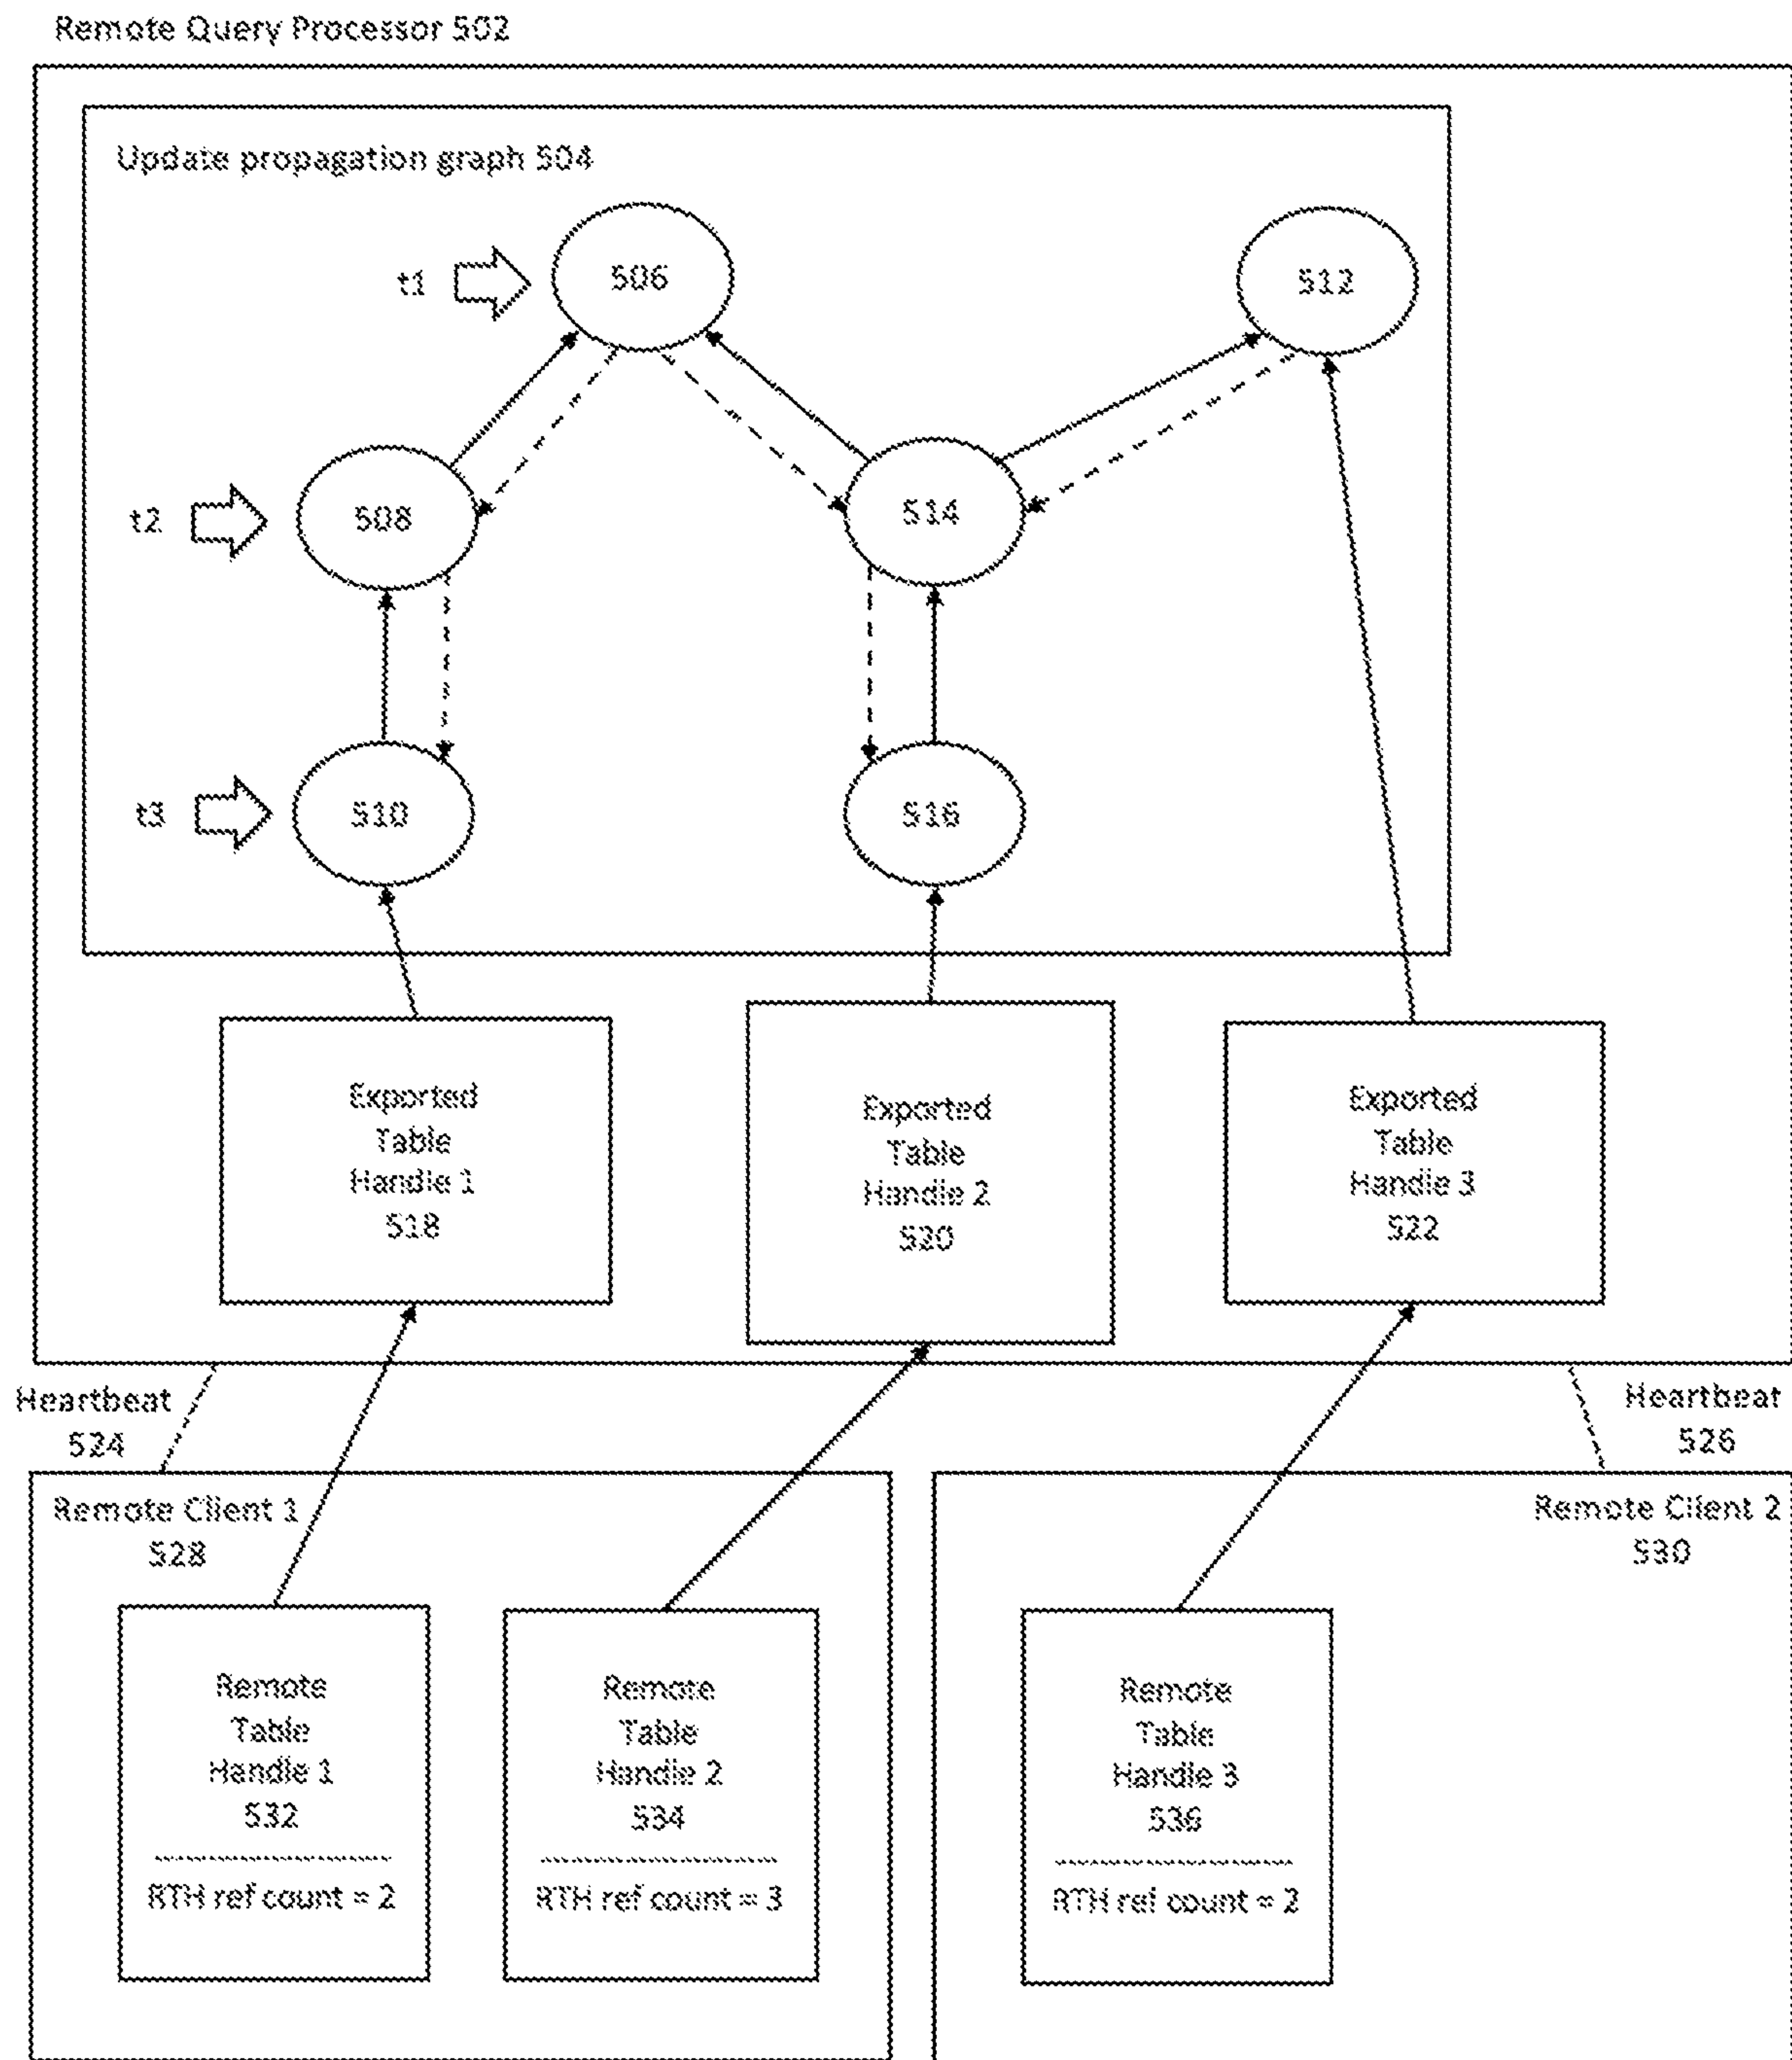 Remote Query Processor 502
Update propagation graph 504
t1
506
512
t2
508
514
t3
510
516
Exported
Table
Handle 1
518
Exported
Table
Handle 2
520
Exported
Table
Handle 3
522
Heartbeat
524
Heartbeat
526
Remote Client 1
528
Remote Client 2
530
Remote
Table
Handle 1
532
RTH ref count = 2
Remote
Table
Handle 2
534
RTH ref count = 3
Remote
Table
Handle 3
536
RTH ref count = 2